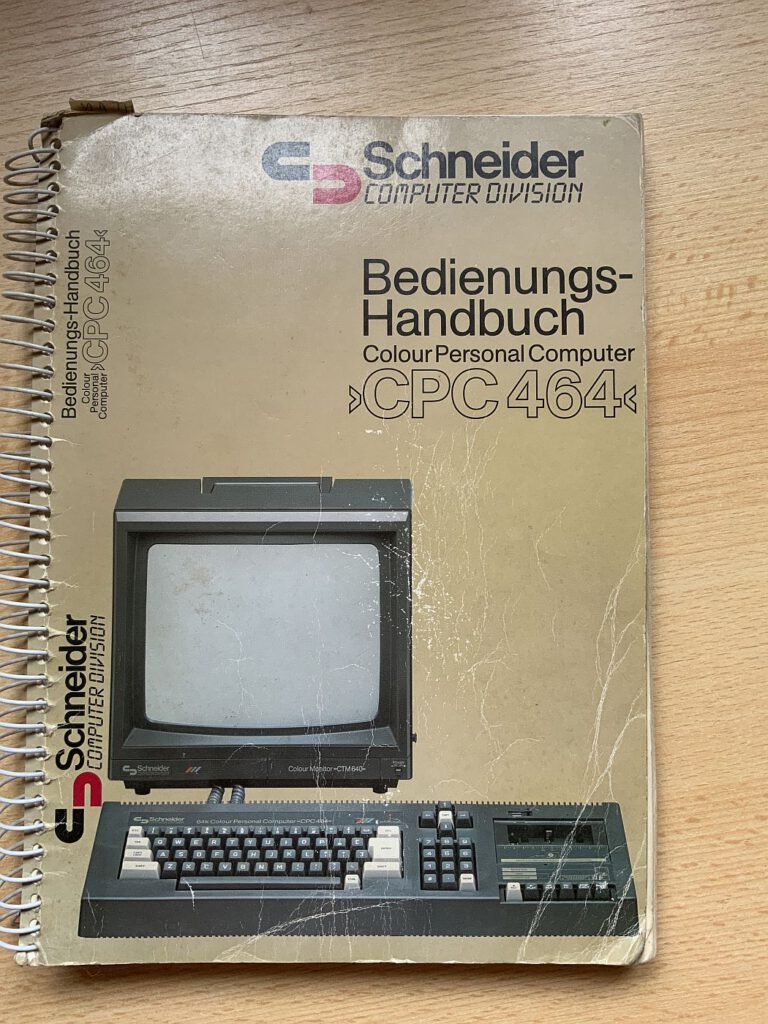 Schneider
COMPUTER DIVISION
Bedienungs-
Handbuch
Colour Personal Computer
›CPC 464‹
Bedienungs-Handbuch
Colour
Personal
Computer
›CPC 464‹
Schneider
COMPUTER DIVISION
Schneider
Colour Monitor »CTM 640«
Schneider
64k Colour Personal Computer »CPC 464«
Q W E R T Y U I O P
A S D F G H J K L
Z X C V B N M